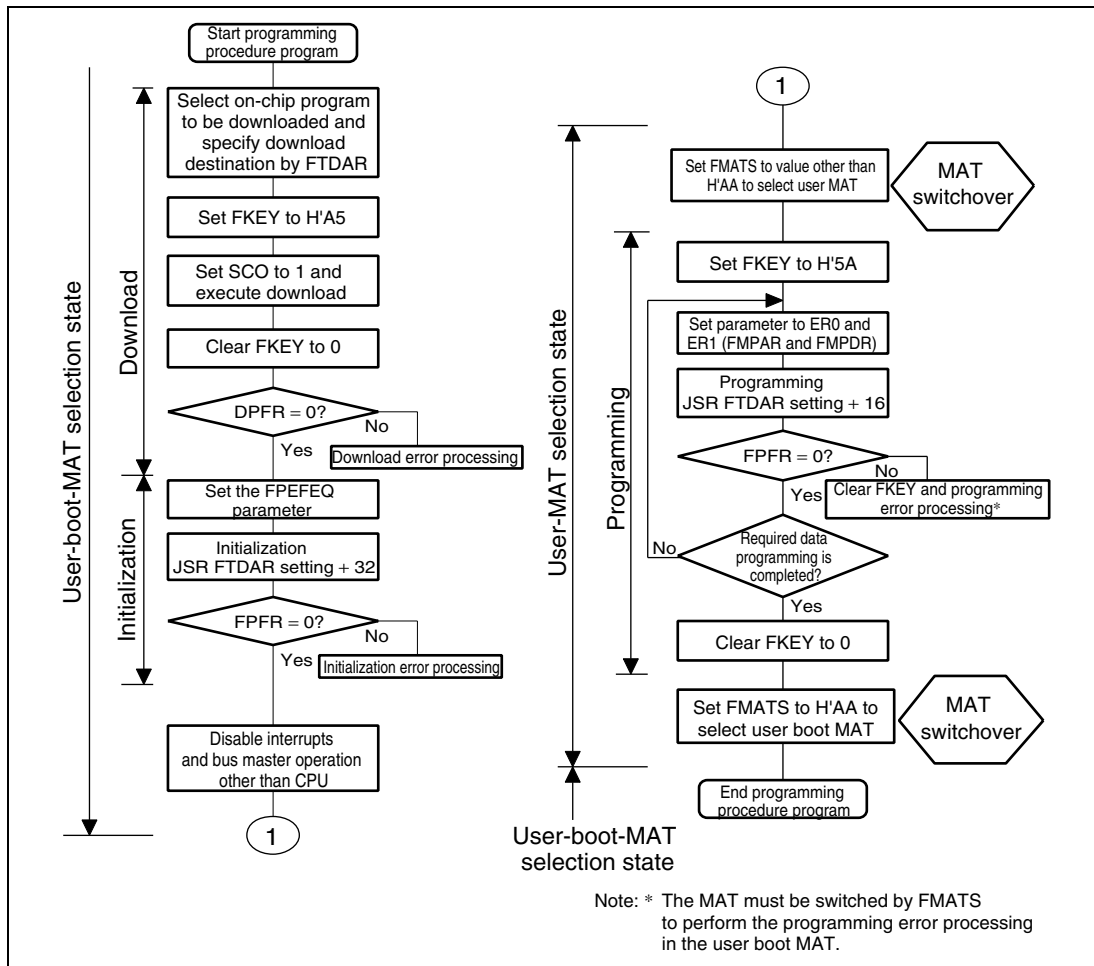 Start programming
procedure program
Select on-chip program
to be downloaded and
specify download
destination by FTDAR
Set FKEY to H'A5
Set SCO to 1 and
execute download
Clear FKEY to 0
DPFR = 0?
No
Yes
Download error processing
Set the FPEFEQ
parameter
Initialization
JSR FTDAR setting + 32
FPFR = 0?
No
Yes
Initialization error processing
Disable interrupts
and bus master operation
other than CPU
1
User-boot-MAT selection state
Download
Initialization
1
Set FMATS to value other than
H'AA to select user MAT
MAT
switchover
Set FKEY to H'5A
Set parameter to ER0 and
ER1 (FMPAR and FMPDR)
Programming
JSR FTDAR setting + 16
FPFR = 0?
No
Yes
Clear FKEY and programming
error processing*
Required data
programming is
completed?
No
Yes
Clear FKEY to 0
Set FMATS to H'AA to
select user boot MAT
MAT
switchover
End programming
procedure program
User-MAT selection state
Programming
User-boot-MAT
selection state
Note: * The MAT must be switched by FMATS
to perform the programming error processing
in the user boot MAT.